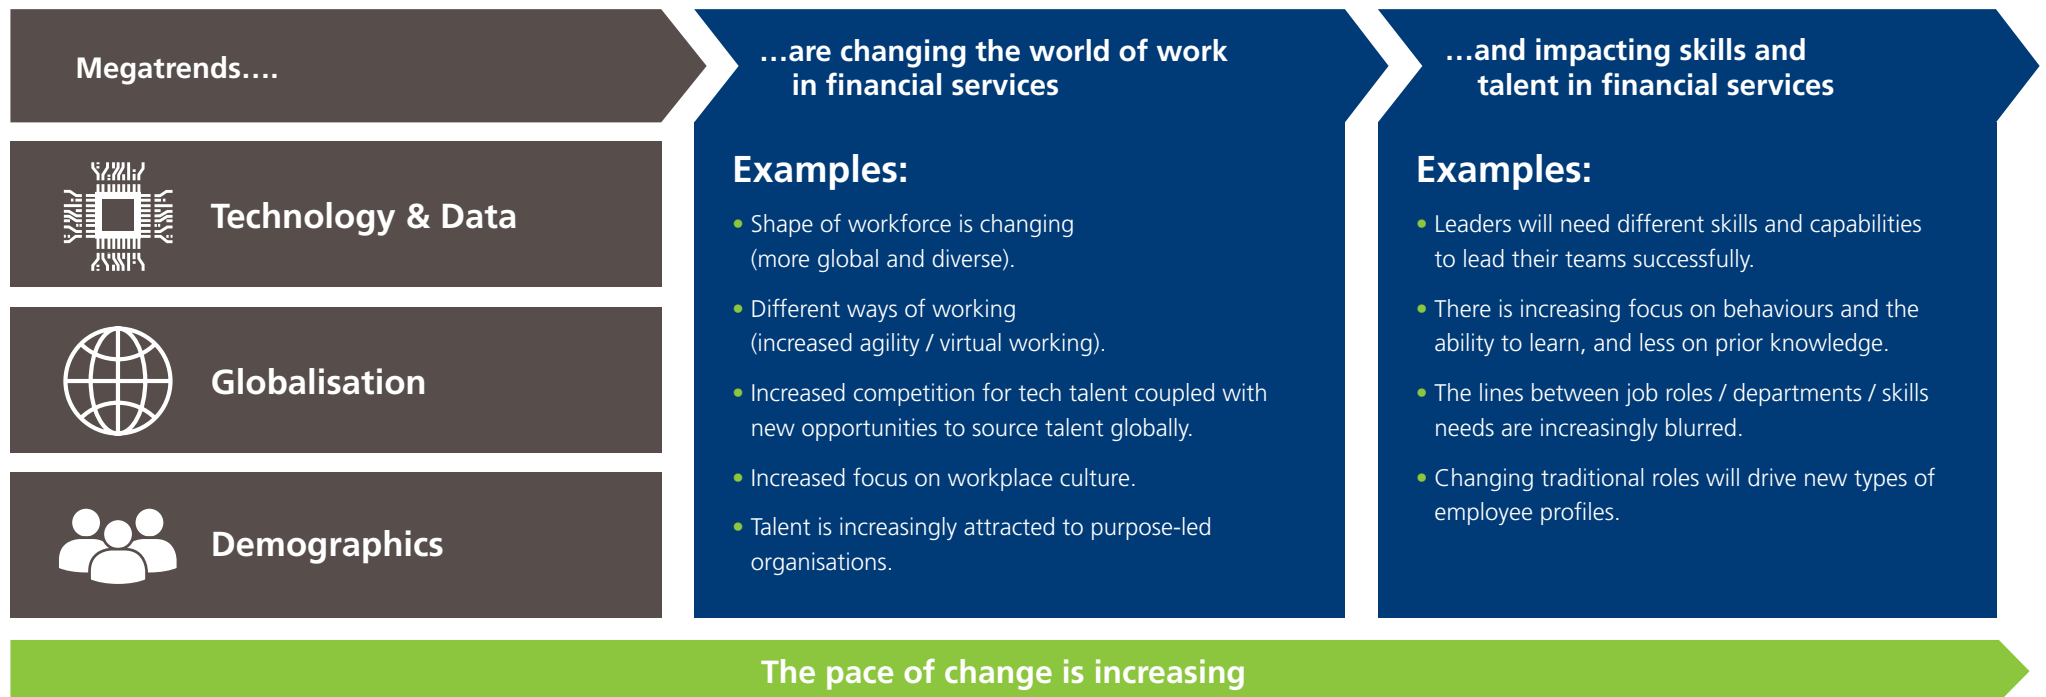 Megatrends....
Technology & Data
Globalisation
Demographics
...are changing the world of work
in financial services
Examples:
• Shape of workforce is changing
(more global and diverse).
• Different ways of working
(increased agility / virtual working).
• Increased competition for tech talent coupled with
new opportunities to source talent globally.
• Increased focus on workplace culture.
• Talent is increasingly attracted to purpose-led
organisations.
...and impacting skills and
talent in financial services
Examples:
• Leaders will need different skills and capabilities
to lead their teams successfully.
• There is increasing focus on behaviours and the
ability to learn, and less on prior knowledge.
• The lines between job roles / departments / skills
needs are increasingly blurred.
• Changing traditional roles will drive new types of
employee profiles.
The pace of change is increasing